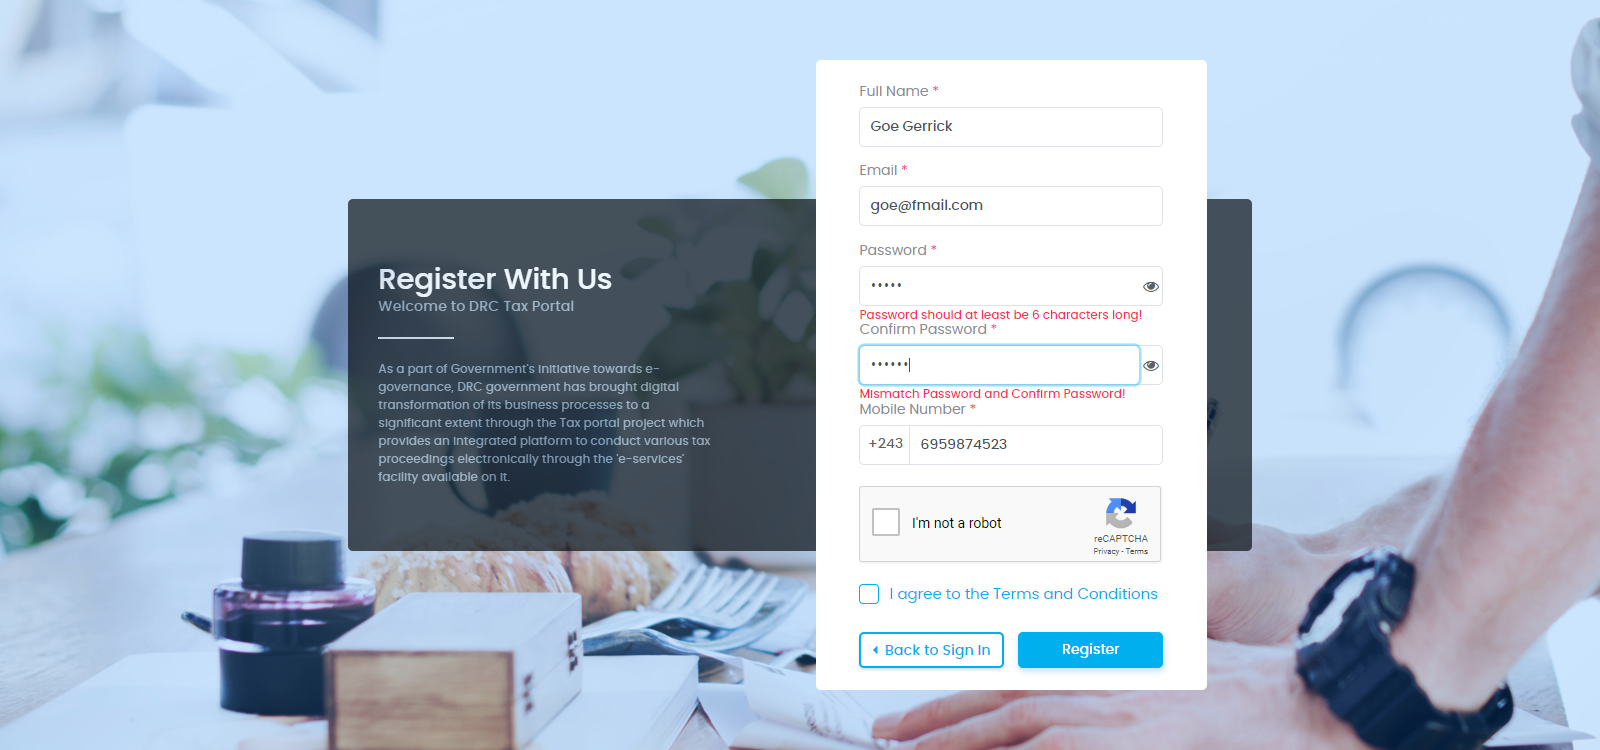 Register With Us
Welcome to DRC Tax Portal
As a part of Government's initiative towards e-
governance, DRC government has brought digital
transformation of its business processes to a
significant extent through the Tax portal project which
provides an integrated platform to conduct various tax
proceedings electronically through the 'e-services'
facility available on it.
Full Name *
Goe Gerrick
Email *
goe@fmail.com
Password *
•••••
Password should at least be 6 characters long!
Confirm Password *
••••••
Mismatch Password and Confirm Password!
Mobile Number *
+243 6959874523
I'm not a robot
reCAPTCHA
Privacy - Terms
I agree to the Terms and Conditions
Back to Sign In
Register